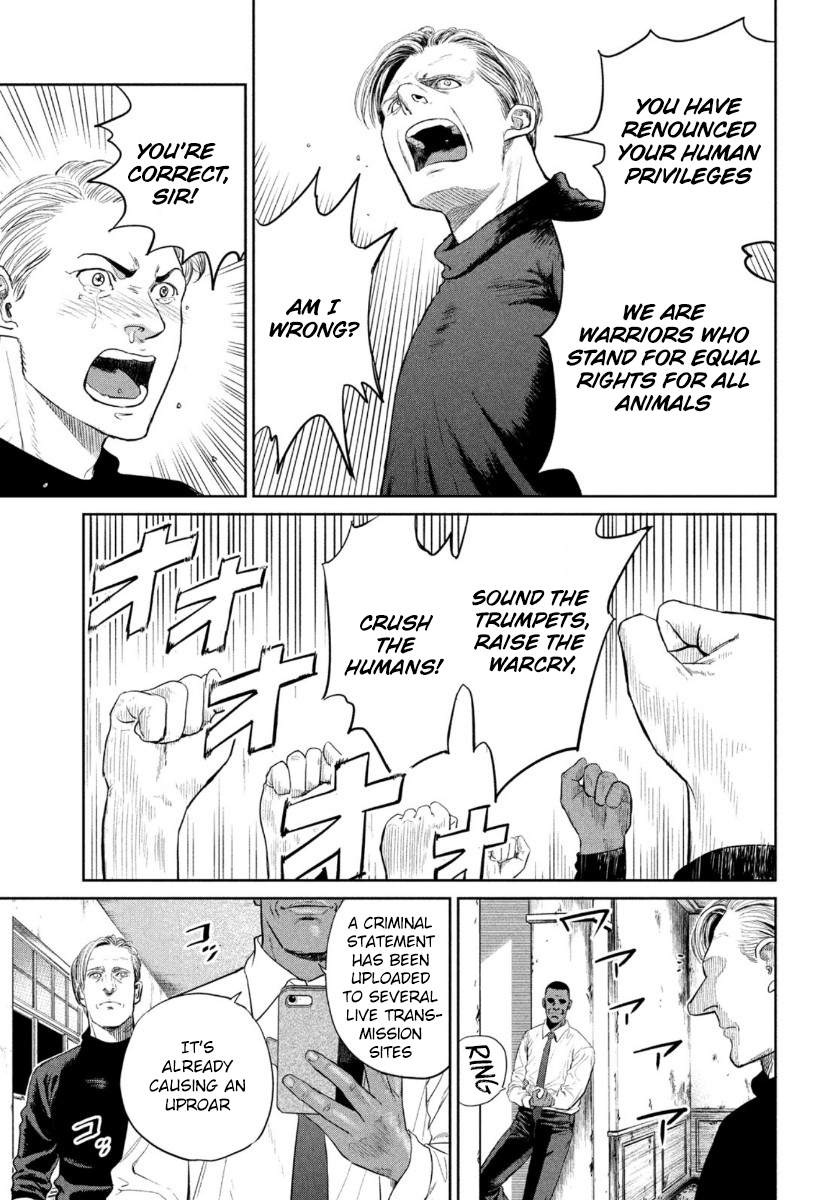 YOU HAVE
RENOUNCED
YOUR HUMAN
PRIVILEGES
WE ARE
WARRIORS WHO
STAND FOR EQUAL
RIGHTS FOR ALL
ANIMALS
AM I
WRONG?
YOU'RE
CORRECT,
SIR!
SOUND THE
TRUMPETS,
RAISE THE
WARCRY,
CRUSH
THE
HUMANS!
オオオオオ
RING
A CRIMINAL
STATEMENT
HAS BEEN
UPLOADED
TO SEVERAL
LIVE TRANS-
MISSION
SITES
IT'S
ALREADY
CAUSING AN
UPROAR